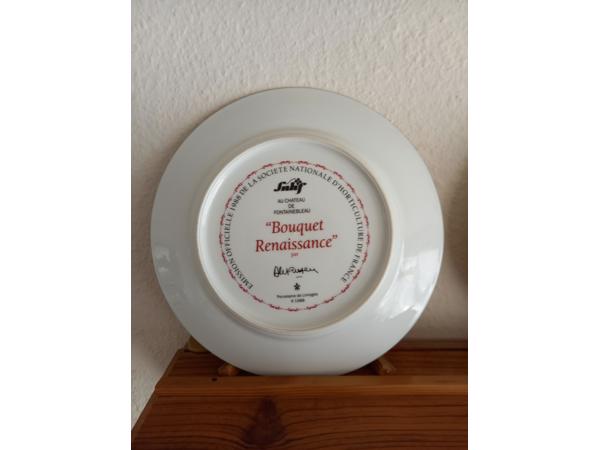 EMISSION OFFICIELLE 1988 DE LA SOCIETE NATIONALE D'HORTICULTURE DE FRANCE
Snhf
AU CHATEAU
DE
FONTAINEBLEAU
"Bouquet
Renaissance"
par
Porcelaine de Limoges